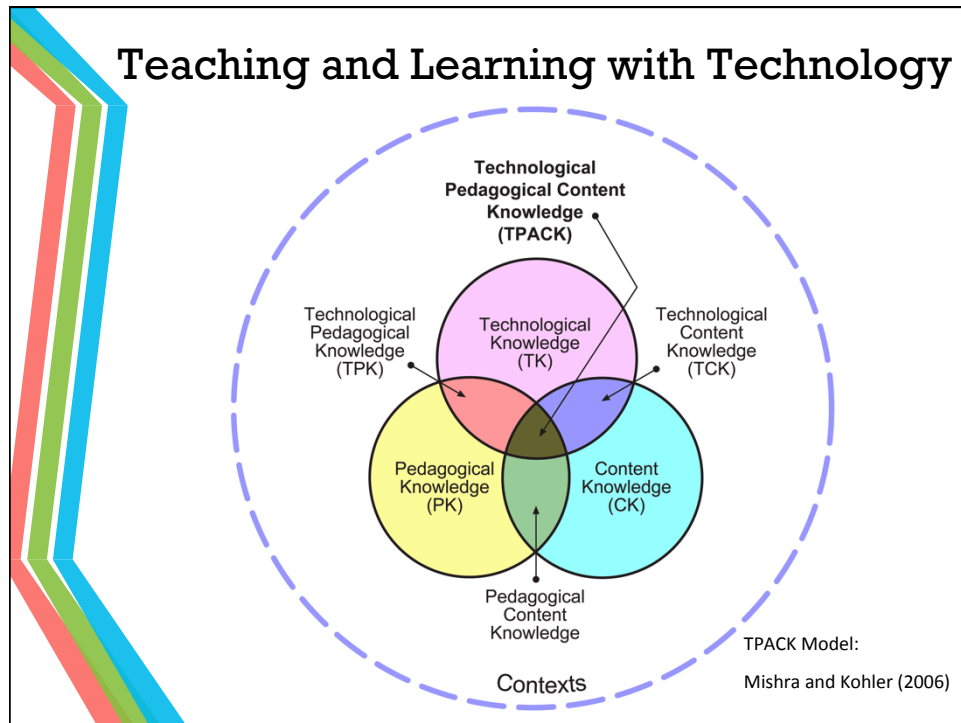 Teaching and Learning with Technology
Technological
Pedagogical Content
Knowledge
(TPACK)
Technological
Pedagogical
Knowledge
(TPK)
Technological
Knowledge
(TK)
Technological
Content
Knowledge
(TCK)
Pedagogical
Knowledge
(PK)
Content
Knowledge
(CK)
Pedagogical
Content
Knowledge
Contexts
TPACK Model:
Mishra and Kohler (2006)